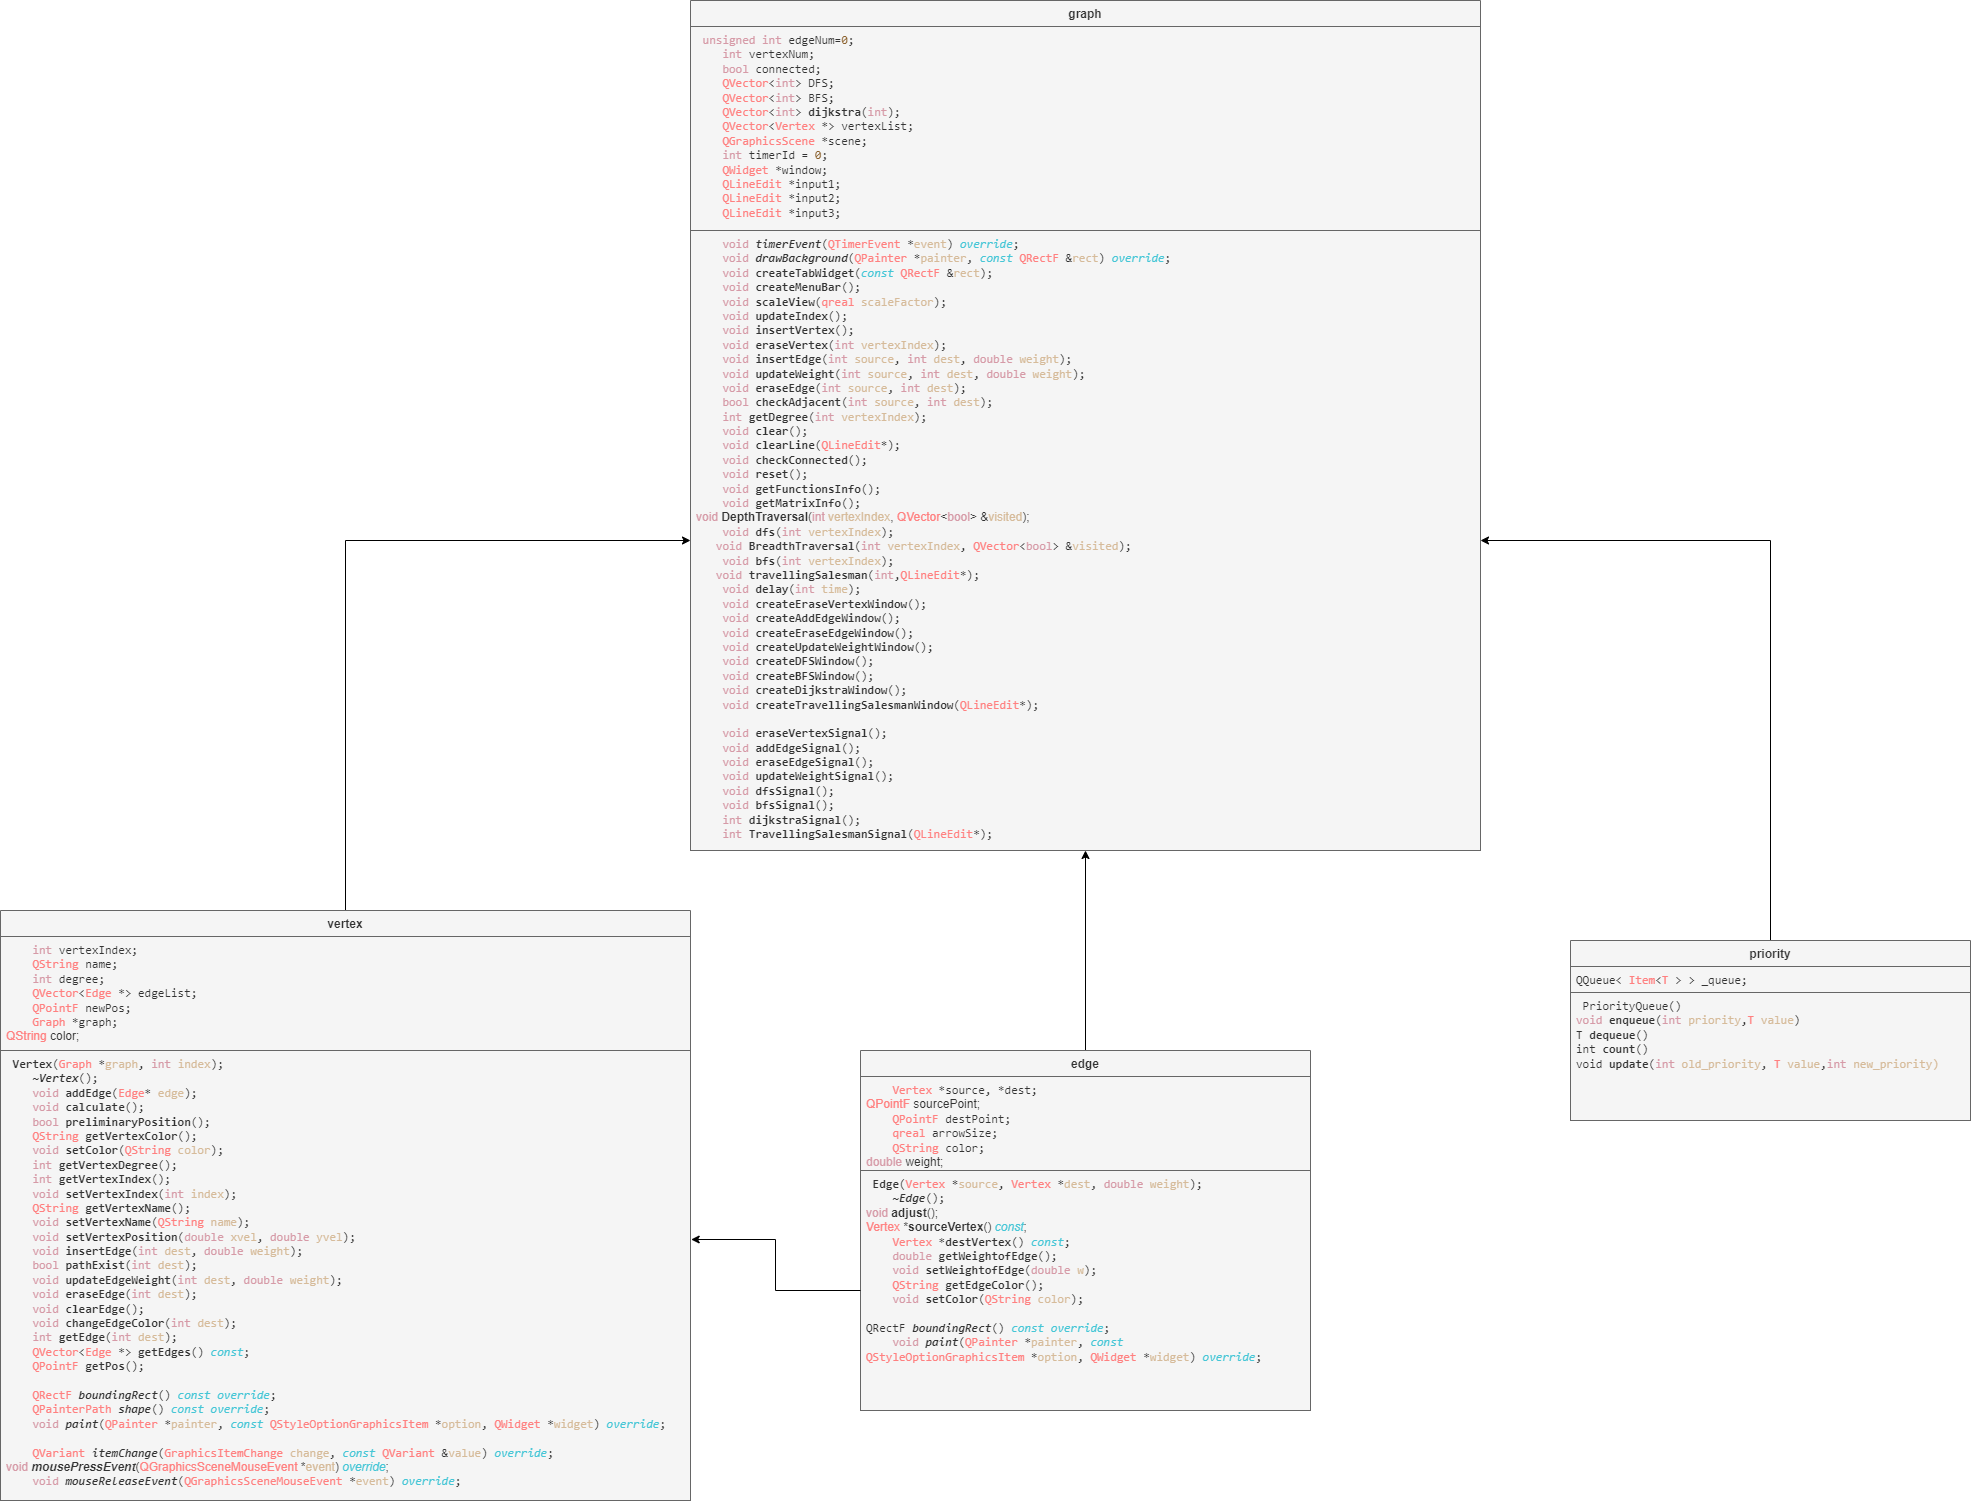 graph
unsigned int edgeNum=0;
int vertexNum;
bool connected;
QVector<int> DFS;
QVector<int> BFS;
QVector<int> dijkstra(int);
QVector<Vertex *> vertexList;
QGraphicsScene *scene;
int timerId = 0;
QWidget *window;
QLineEdit *input1;
QLineEdit *input2;
QLineEdit *input3;
void timerEvent(QTimerEvent *event) override;
void drawBackground(QPainter *painter, const QRectF &rect) override;
void createTabWidget(const QRectF &rect);
void createMenuBar();
void scaleView(qreal scaleFactor);
void updateIndex();
void insertVertex();
void eraseVertex(int vertexIndex);
void insertEdge(int source, int dest, double weight);
void updateWeight(int source, int dest, double weight);
void eraseEdge(int source, int dest);
bool checkAdjacent(int source, int dest);
int getDegree(int vertexIndex);
void clear();
void clearLine(QLineEdit*);
void checkConnected();
void reset();
void getFunctionsInfo();
void getMatrixInfo();
void DepthTraversal(int vertexIndex, QVector<bool> &visited);
void dfs(int vertexIndex);
void BreadthTraversal(int vertexIndex, QVector<bool> &visited);
void bfs(int vertexIndex);
void travellingSalesman(int,QLineEdit*);
void delay(int time);
void createEraseVertexWindow();
void createAddEdgeWindow();
void createEraseEdgeWindow();
void createUpdateWeightWindow();
void createDFSWindow();
void createBFSWindow();
void createDijkstraWindow();
void createTravellingSalesmanWindow(QLineEdit*);
void eraseVertexSignal();
void addEdgeSignal();
void eraseEdgeSignal();
void updateWeightSignal();
void dfsSignal();
void bfsSignal();
int dijkstraSignal();
int TravellingSalesmanSignal(QLineEdit*);
vertex
int vertexIndex;
QString name;
int degree;
QVector<Edge *> edgeList;
QPointF newPos;
Graph *graph;
QString color;
Vertex(Graph *graph, int index);
~Vertex();
void addEdge(Edge* edge);
void calculate();
bool preliminaryPosition();
QString getVertexColor();
void setColor(QString color);
int getVertexDegree();
int getVertexIndex();
void setVertexIndex(int index);
QString getVertexName();
void setVertexName(QString name);
void setVertexPosition(double xvel, double yvel);
void insertEdge(int dest, double weight);
bool pathExist(int dest);
void updateEdgeWeight(int dest, double weight);
void eraseEdge(int dest);
void clearEdge();
void changeEdgeColor(int dest);
int getEdge(int dest);
QVector<Edge *> getEdges() const;
QPointF getPos();
QRectF boundingRect() const override;
QPainterPath shape() const override;
void paint(QPainter *painter, const QStyleOptionGraphicsItem *option, QWidget *widget) override;
QVariant itemChange(GraphicsItemChange change, const QVariant &value) override;
void mousePressEvent(QGraphicsSceneMouseEvent *event) override;
void mouseReleaseEvent(QGraphicsSceneMouseEvent *event) override;
edge
Vertex *source, *dest;
QPointF sourcePoint;
QPointF destPoint;
qreal arrowSize;
QString color;
double weight;
Edge(Vertex *source, Vertex *dest, double weight);
~Edge();
void adjust();
Vertex *sourceVertex() const;
Vertex *destVertex() const;
double getWeightofEdge();
void setWeightofEdge(double w);
QString getEdgeColor();
void setColor(QString color);
QRectF boundingRect() const override;
void paint(QPainter *painter, const
QStyleOptionGraphicsItem *option, QWidget *widget) override;
priority
QQueue< Item<T > > _queue;
PriorityQueue()
void enqueue(int priority,T value)
T dequeue()
int count()
void update(int old_priority, T value,int new_priority)